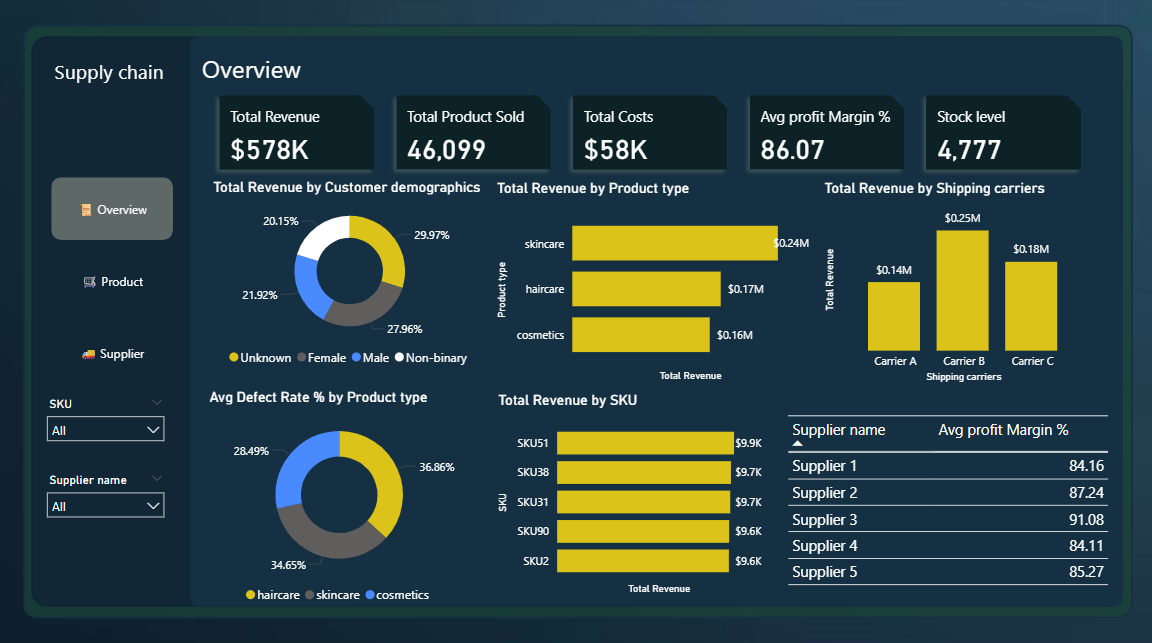 Supply chain
Overview
Product
Supplier
SKU
All
Supplier name
All
Overview
Total Revenue
$578K
Total Product Sold
46,099
Total Costs
$58K
Avg profit Margin %
86.07
Stock level
4,777
Total Revenue by Customer demographics
20.15%
29.97%
21.92%
27.96%
Unknown Female Male Non-binary
Total Revenue by Product type
Product type
skincare $0.24M
haircare $0.17M
cosmetics $0.16M
Total Revenue
Total Revenue by Shipping carriers
Total Revenue
$0.14M
$0.25M
$0.18M
Carrier A Carrier B Carrier C
Shipping carriers
Avg Defect Rate % by Product type
28.49%
36.86%
34.65%
haircare skincare cosmetics
Total Revenue by SKU
SKU
SKU51 $9.9K
SKU38 $9.7K
SKU31 $9.7K
SKU90 $9.6K
SKU2 $9.6K
Total Revenue
Supplier name Avg profit Margin %
Supplier 1 84.16
Supplier 2 87.24
Supplier 3 91.08
Supplier 4 84.11
Supplier 5 85.27